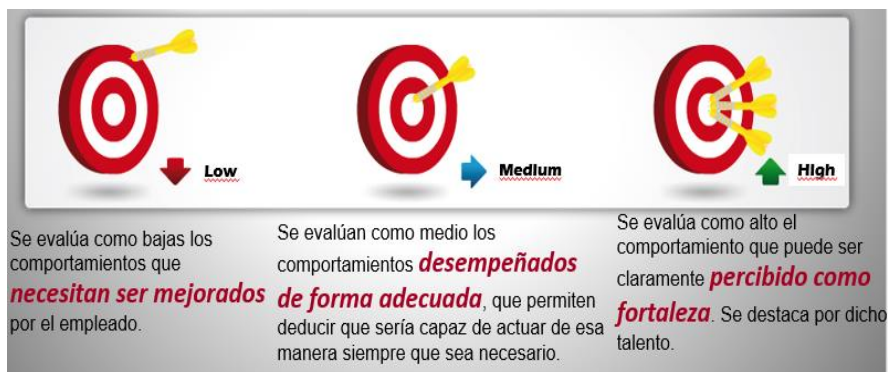 Low
Medium
High
Se evalúa como bajas los
comportamientos que
necesitan ser mejorados
por el empleado.
Se evalúan como medio los
comportamientos desempeñados
de forma adecuada, que permiten
deducir que sería capaz de actuar de esa
manera siempre que sea necesario.
Se evalúa como alto el
comportamiento que puede ser
claramente percibido como
fortaleza. Se destaca por dicho
talento.